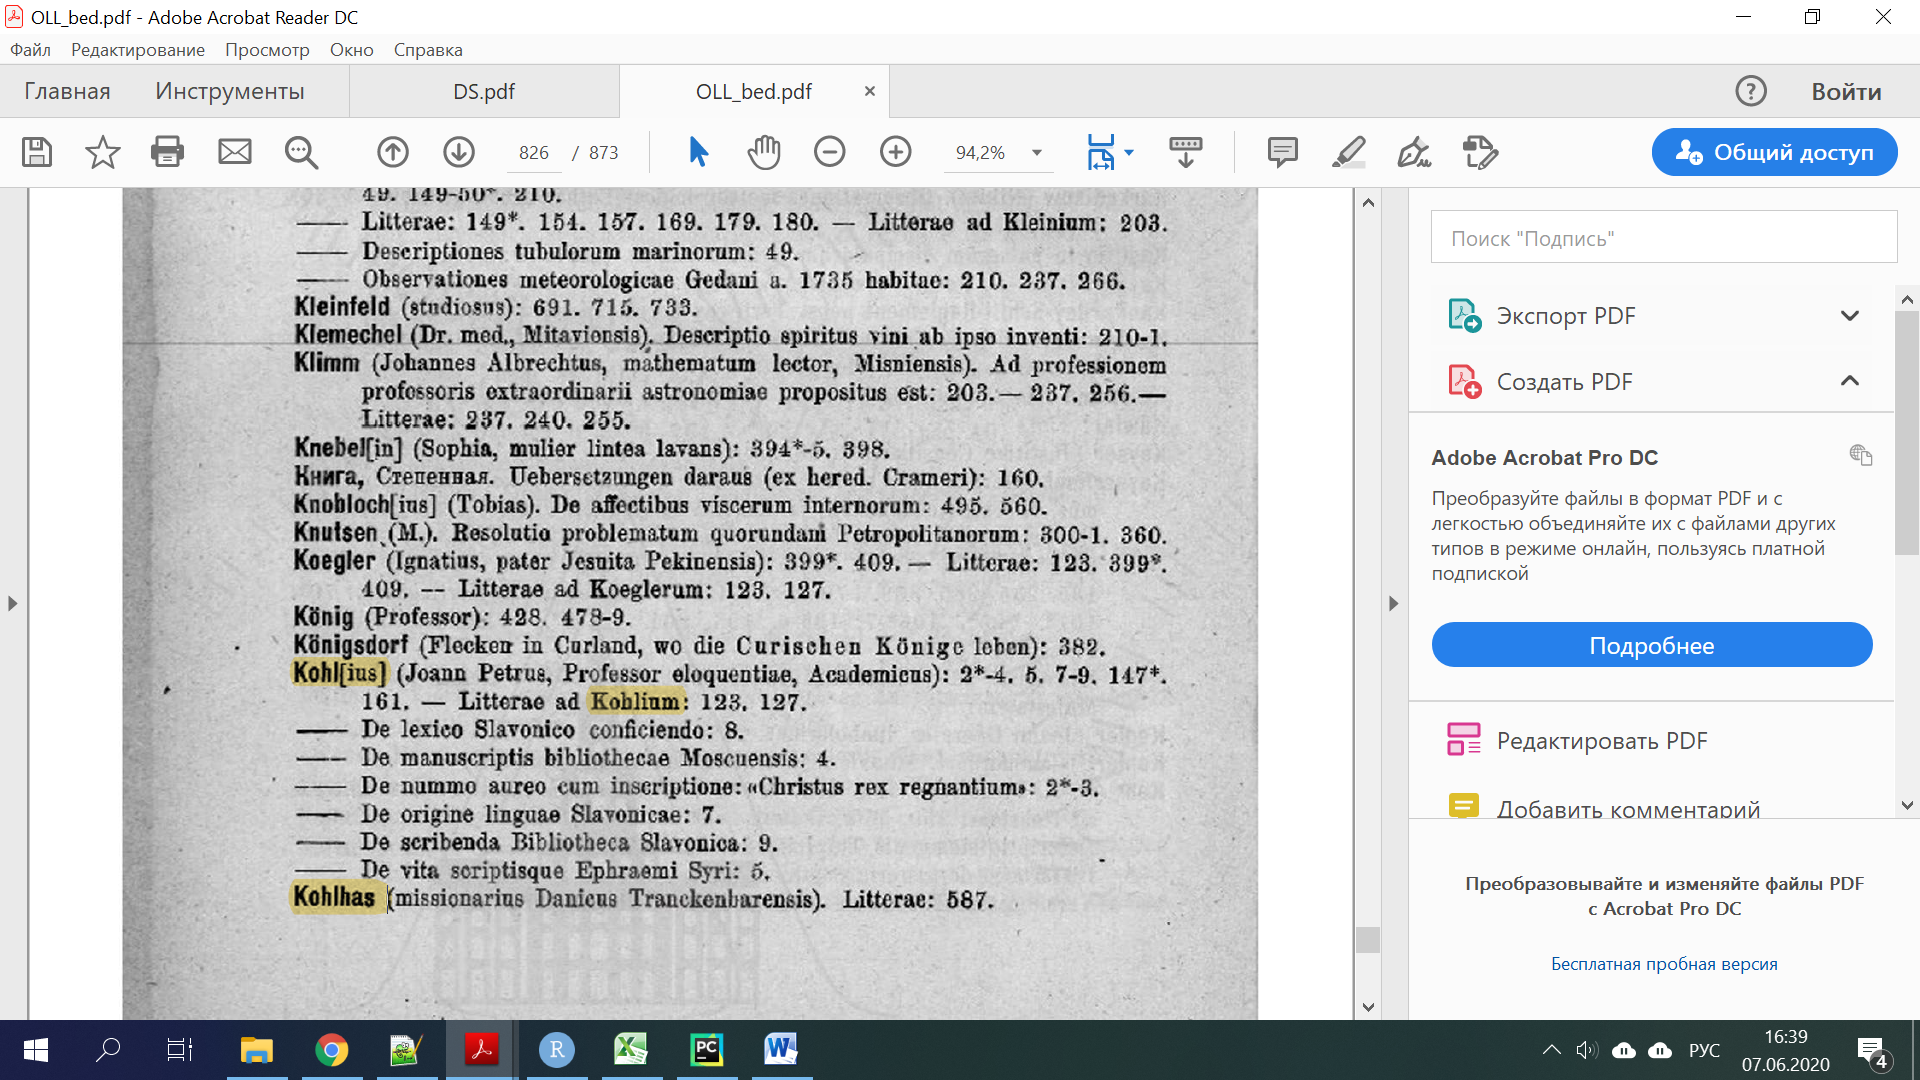 OLL_bed.pdf - Adobe Acrobat Reader DC
Файл Редактирование Просмотр Окно Справка
Главная Инструменты DS.pdf OLL_bed.pdf × ? Войти
826 / 873 94,2% Общий доступ
49. 149-50*. 210.
—— Litterae: 149*. 154. 157. 169. 179. 180. — Litterae ad Kleinium: 203.
—— Descriptiones tubulorum marinorum: 49.
—— Observationes meteorologicae Gedani a. 1735 habitae: 210. 237. 266.
Kleinfeld (studiosus): 691. 715. 733.
Klemechel (Dr. med., Mitaviensis). Descriptio spiritus vini ab ipso inventi: 210-1.
Klimm (Johannes Albrechtus, mathematum lector, Misniensis). Ad professionem
professoris extraordinarii astronomiae propositus est: 203.— 237. 256.—
Litterae: 237. 240. 255.
Knebel[in] (Sophia, mulier lintea lavans): 394*-5. 398.
Книга, Степенная. Uebersetzungen daraus (ex hered. Crameri): 160.
Knobloch[ius] (Tobias). De affectibus viscerum internorum: 495. 560.
Knutsen (M.). Resolutio problematum quorundam Petropolitanorum: 300-1. 360.
Koegler (Ignatius, pater Jesuita Pekinensis): 399*. 409. — Litterae: 123. 399*.
409. — Litterae ad Koeglerum: 123. 127.
König (Professor): 428. 478-9.
Königsdorf (Flecken in Curland, wo die Curischen Könige leben): 382.
Kohl[ius] (Joann Petrus, Professor eloquentiae, Academicus): 2*-4. 5. 7-9. 147*.
161. — Litterae ad Kohlium: 123. 127.
—— De lexico Slavonico conficiendo: 8.
—— De manuscriptis bibliothecae Moscuensis: 4.
—— De nummo aureo cum inscriptione: «Christus rex regnantium»: 2*-3.
—— De origine linguae Slavonicae: 7.
—— De scribenda Bibliotheca Slavonica: 9.
—— De vita scriptisque Ephraemi Syri: 5.
Kohlhas (missionarius Danicus Tranckenbarensis). Litterae: 587.
Поиск "Подпись"
Экспорт PDF
Создать PDF
Adobe Acrobat Pro DC
Преобразуйте файлы в формат PDF и с
легкостью объединяйте их с файлами других
типов в режиме онлайн, пользуясь платной
подпиской
Подробнее
Редактировать PDF
Добавить комментарий
Преобразовывайте и изменяйте файлы PDF
с Acrobat Pro DC
Бесплатная пробная версия
R X PC W РУС 16:39
07.06.2020 4